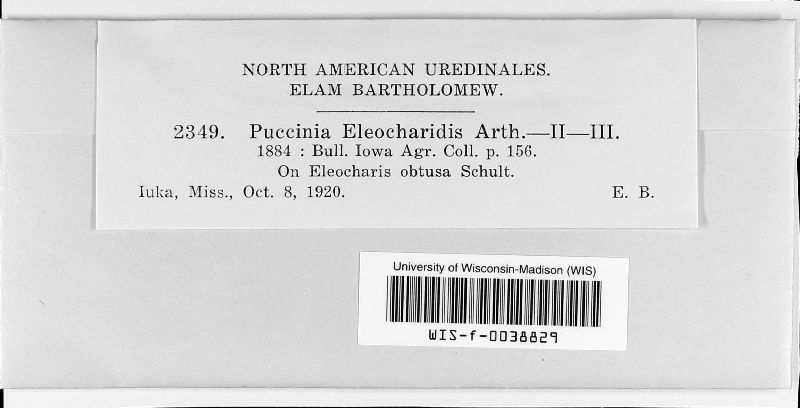 NORTH AMERICAN UREDINALES.
ELAM BARTHOLOMEW.
2349. Puccinia Eleocharidis Arth.—II—III.
1884 : Bull. Iowa Agr. Coll. p. 156.
On Eleocharis obtusa Schult.
Iuka, Miss., Oct. 8, 1920. E. B.
University of Wisconsin-Madison (WIS)
WIS-f-0038829